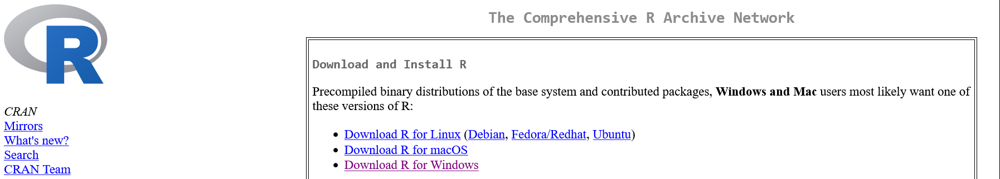 R
The Comprehensive R Archive Network
CRAN
Mirrors
What's new?
Search
CRAN Team
Download and Install R
Precompiled binary distributions of the base system and contributed packages, Windows and Mac users most likely want one of
these versions of R:
Download R for Linux (Debian, Fedora/Redhat, Ubuntu)
Download R for macOS
Download R for Windows